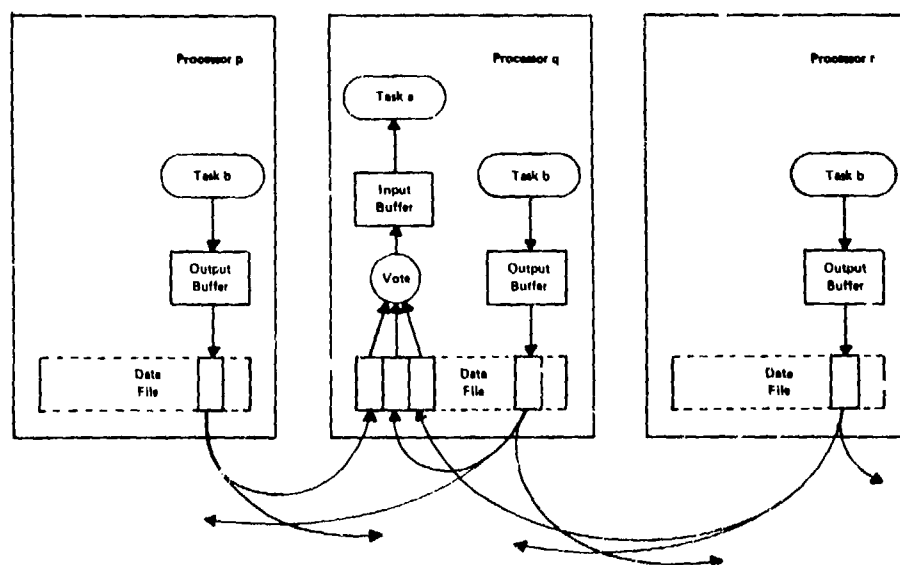 Processor p
Processor q
Processor r
Task a
Task b
Input
Buffer
Task b
Task b
Output
Buffer
Vote
Output
Buffer
Output
Buffer
Data
File
Data
File
Data
File